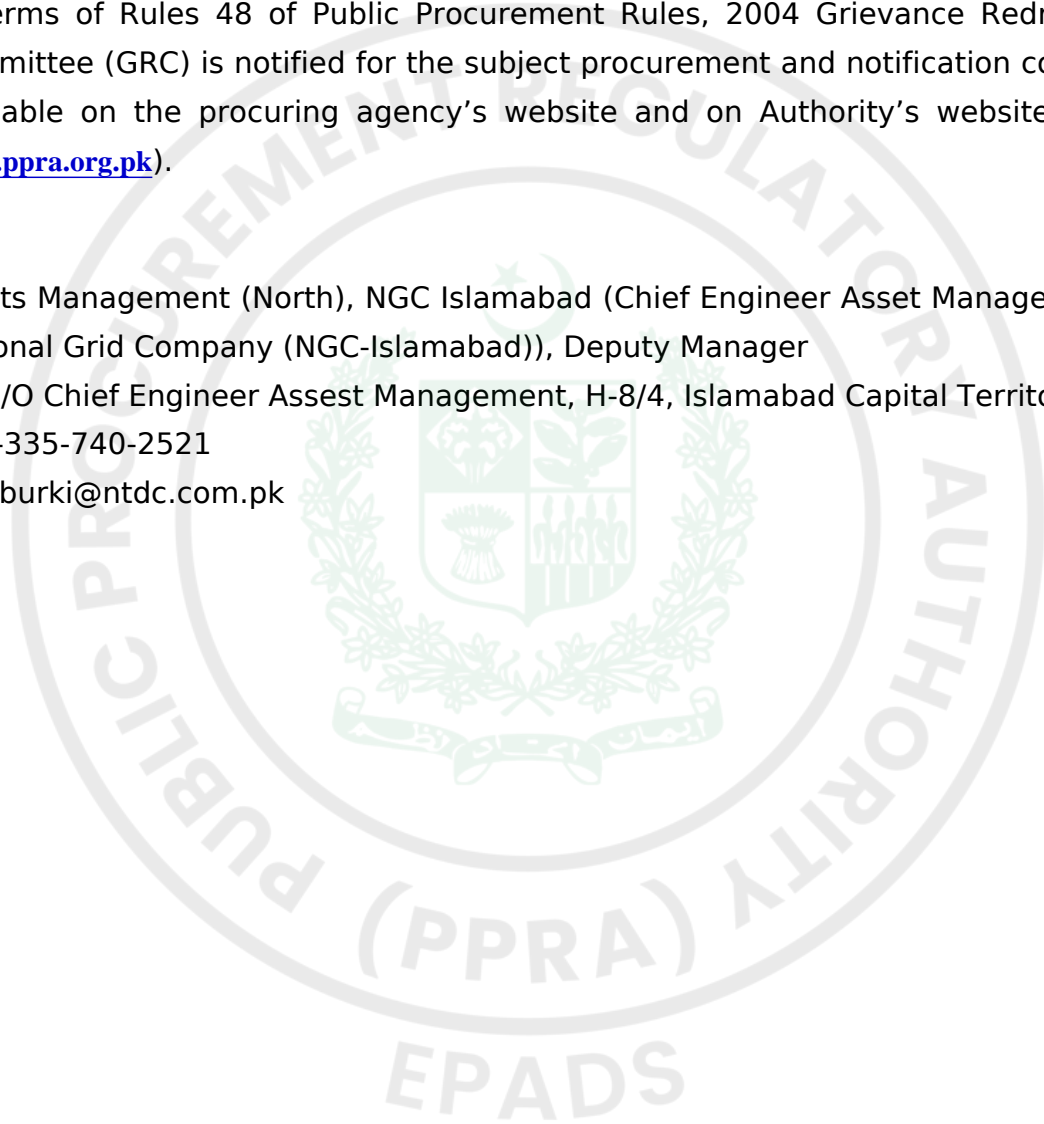 erms of Rules 48 of Public Procurement Rules, 2004 Grievance Redr
mittee (GRC) is notified for the subject procurement and notification co
able on the procuring agency’s website and on Authority’s website
.ppra.org.pk).
ts Management (North), NGC Islamabad (Chief Engineer Asset Manage
onal Grid Company (NGC-Islamabad)), Deputy Manager
/O Chief Engineer Assest Management, H-8/4, Islamabad Capital Territo
-335-740-2521
burki@ntdc.com.pk
PUBLIC PROCUREMENT REGULATORY AUTHORITY
(PPRA)
EPADS